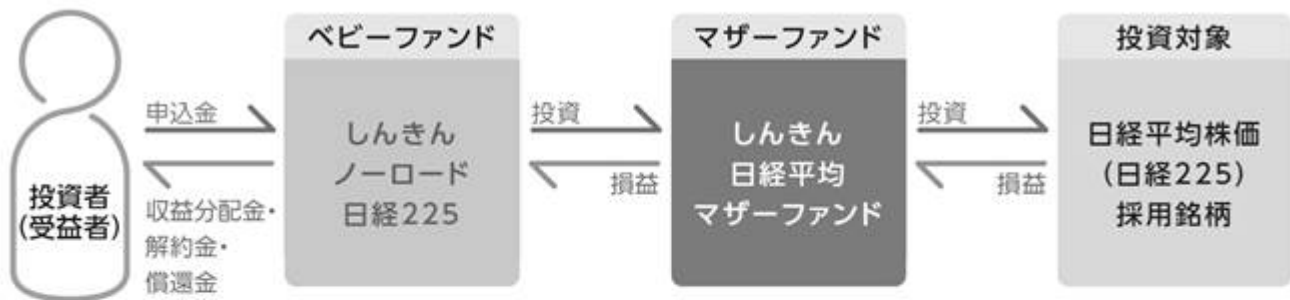 投資者
(受益者)
申込金
収益分配金・
解約金・
償還金
ベビーファンド
しんきん
ノーロード
日経225
投資
損益
マザーファンド
しんきん
日経平均
マザーファンド
投資
損益
投資対象
日経平均株価
(日経225)
採用銘柄